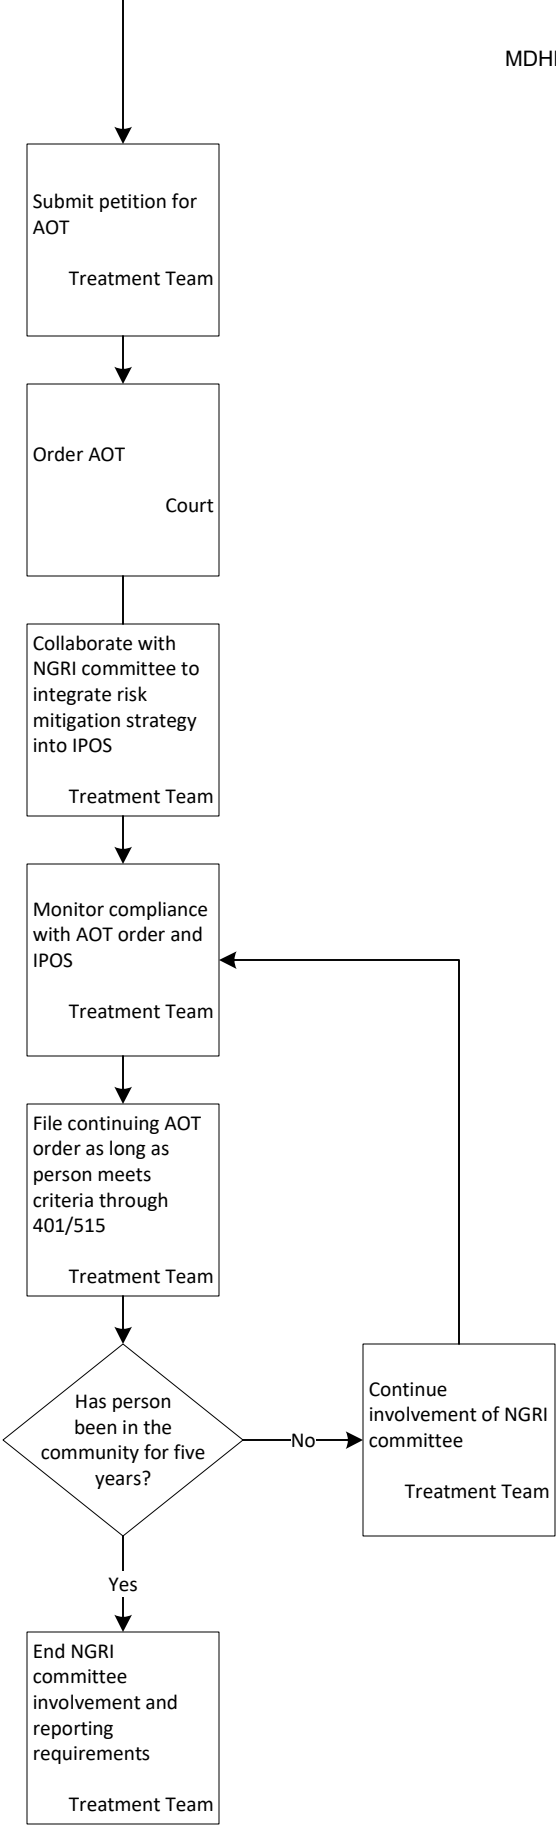 MDHH
Submit petition for
AOT
Treatment Team
Order AOT
Court
Collaborate with
NGRI committee to
integrate risk
mitigation strategy
into IPOS
Treatment Team
Monitor compliance
with AOT order and
IPOS
Treatment Team
File continuing AOT
order as long as
person meets
criteria through
401/515
Treatment Team
Has person
been in the
community for five
years?
No
Continue
involvement of NGRI
committee
Treatment Team
Yes
End NGRI
committee
involvement and
reporting
requirements
Treatment Team